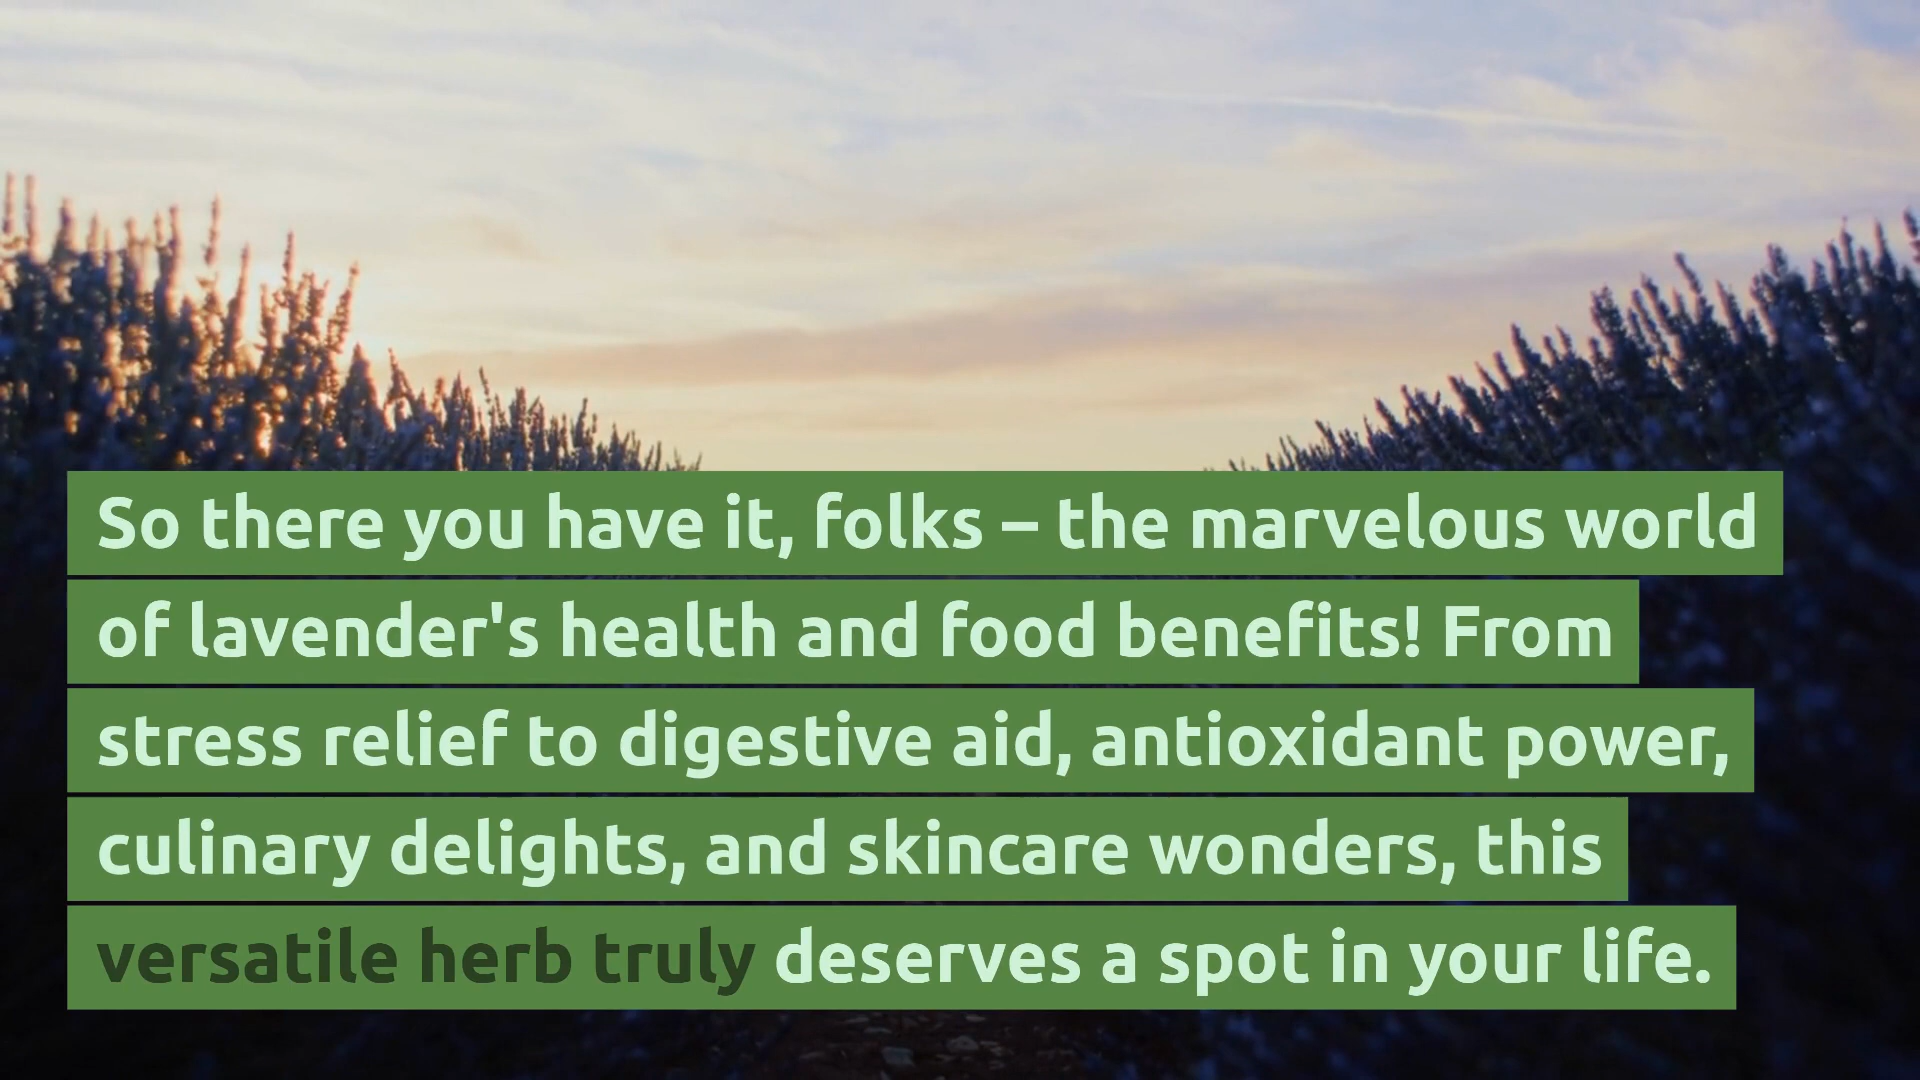 So there you have it, folks – the marvelous world
of lavender's health and food benefits! From
stress relief to digestive aid, antioxidant power,
culinary delights, and skincare wonders, this
versatile herb truly deserves a spot in your life.